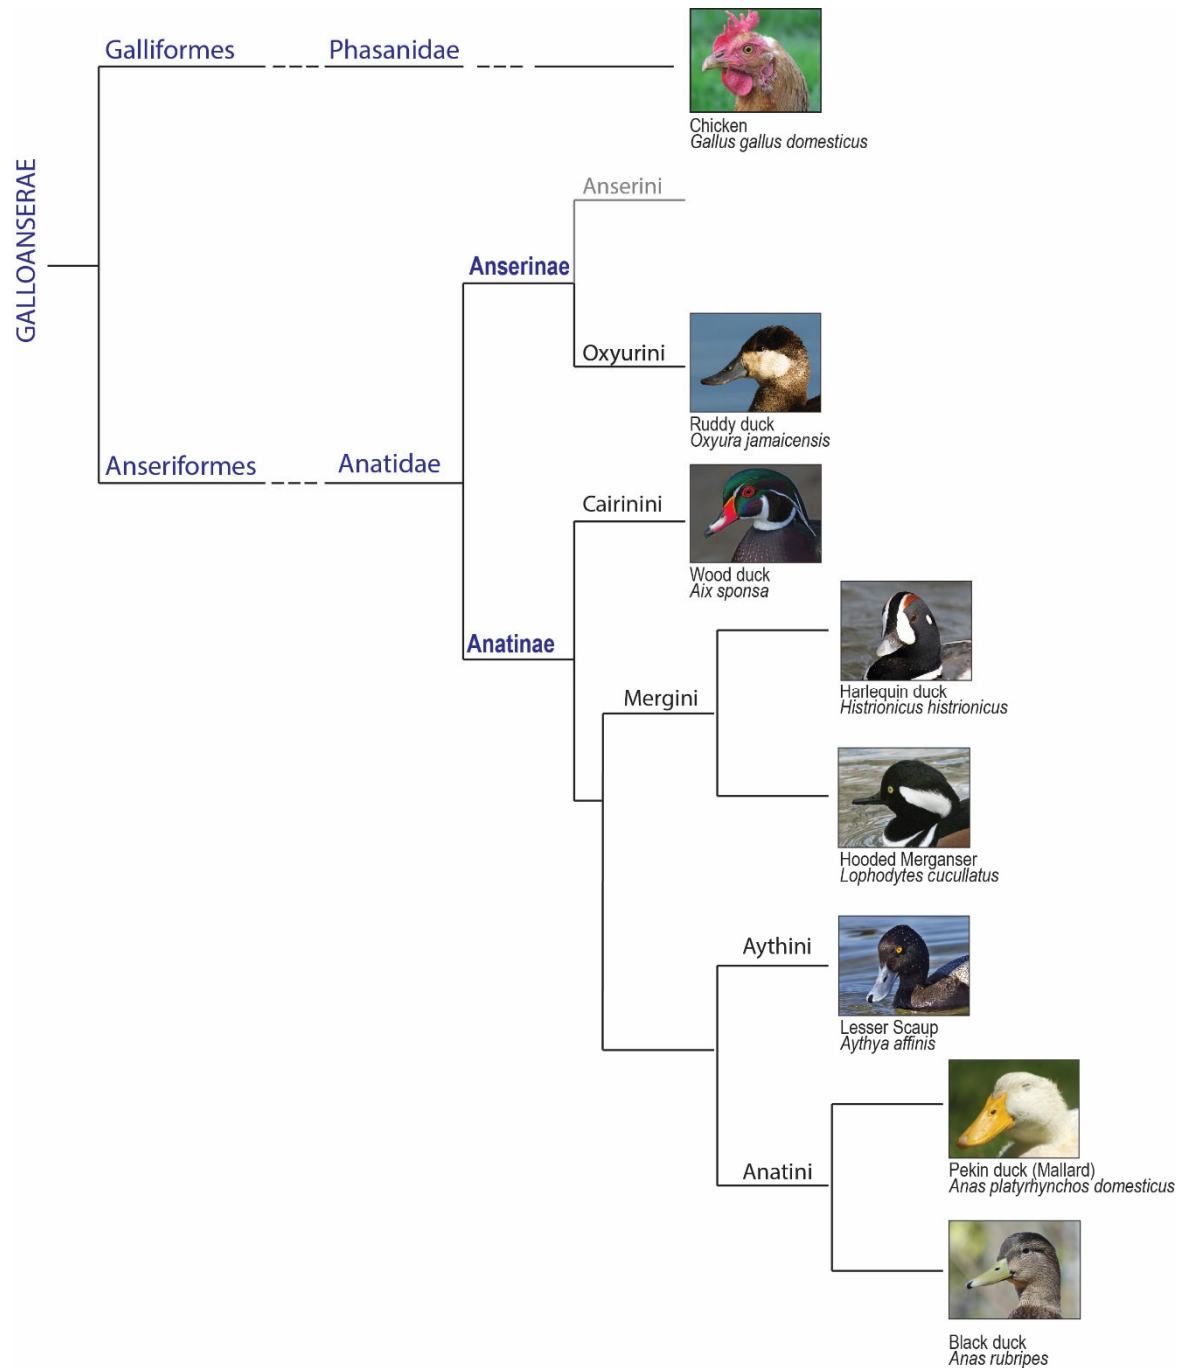 Galliformes
Phasanidae
Chicken
Gallus gallus domesticus
GALLOANSERAE
Anserini
Anserinae
Oxyurini
Ruddy duck
Oxyura jamaicensis
Anseriformes
Anatidae
Cairinini
Wood duck
Aix sponsa
Anatinae
Mergini
Harlequin duck
Histrionicus histrionicus
Hooded Merganser
Lophodytes cucullatus
Aythini
Lesser Scaup
Aythya affinis
Anatini
Pekin duck (Mallard)
Anas platyrhynchos domesticus
Black duck
Anas rubripes